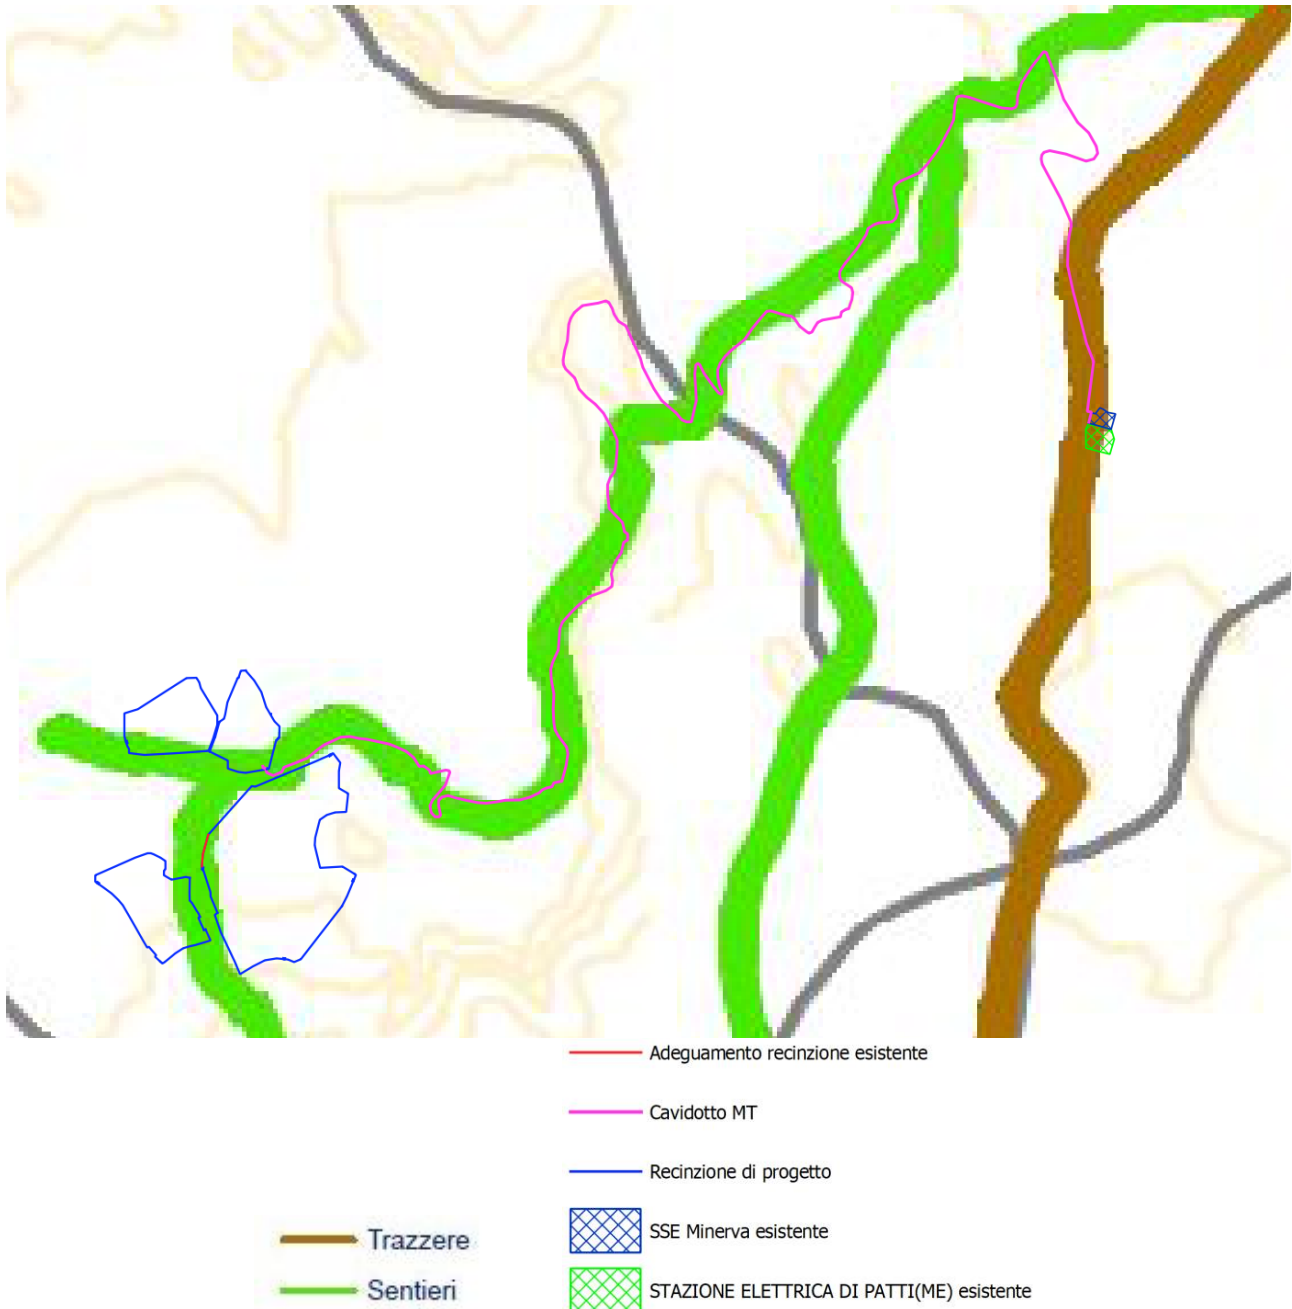 Adeguamento recinzione esistente
Cavidotto MT
Recinzione di progetto
SSE Minerva esistente
STAZIONE ELETTRICA DI PATTI(ME) esistente
Trazzere
Sentieri